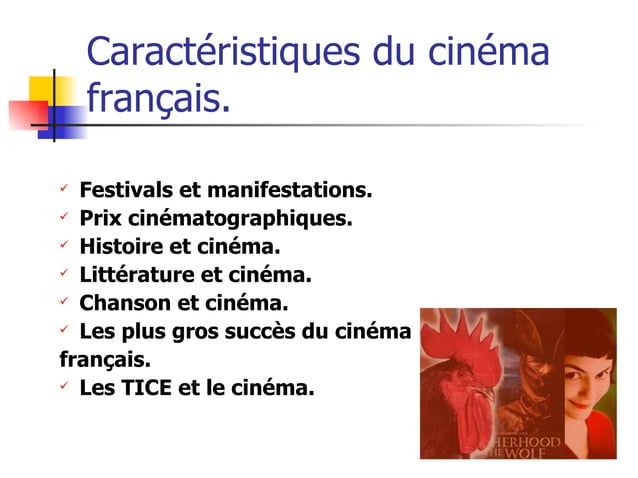 Caractéristiques du cinéma
français.
✓ Festivals et manifestations.
✓ Prix cinématographiques.
✓ Histoire et cinéma.
✓ Littérature et cinéma.
✓ Chanson et cinéma.
✓ Les plus gros succès du cinéma
français.
✓ Les TICE et le cinéma.
HERHOOD
HE WOLF